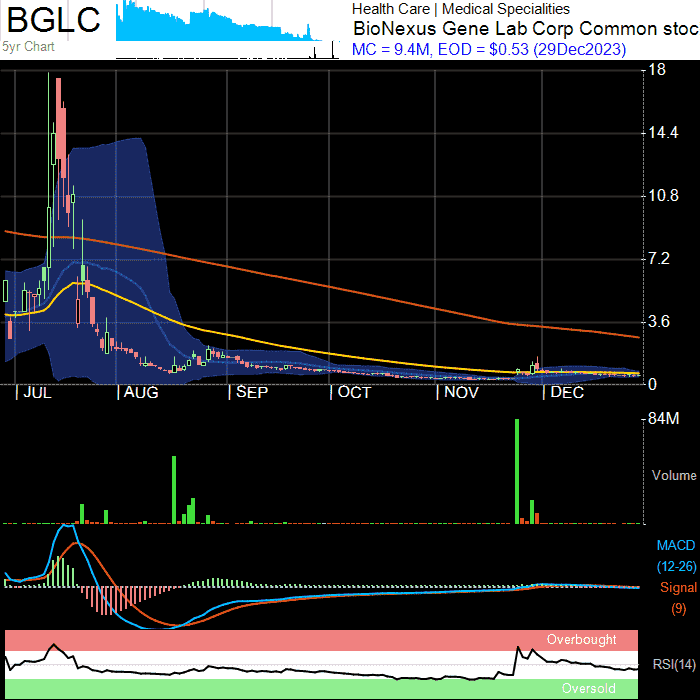 BGLC
5yr Chart
Health Care | Medical Specialities
BioNexus Gene Lab Corp Common stoc
MC = 9.4M, EOD = $0.53 (29Dec2023)
18
14.4
10.8
7.2
3.6
0
JUL
AUG
SEP
OCT
NOV
DEC
84M
Volume
MACD
(12-26)
Signal
(9)
Overbought
RSI(14)
Oversold